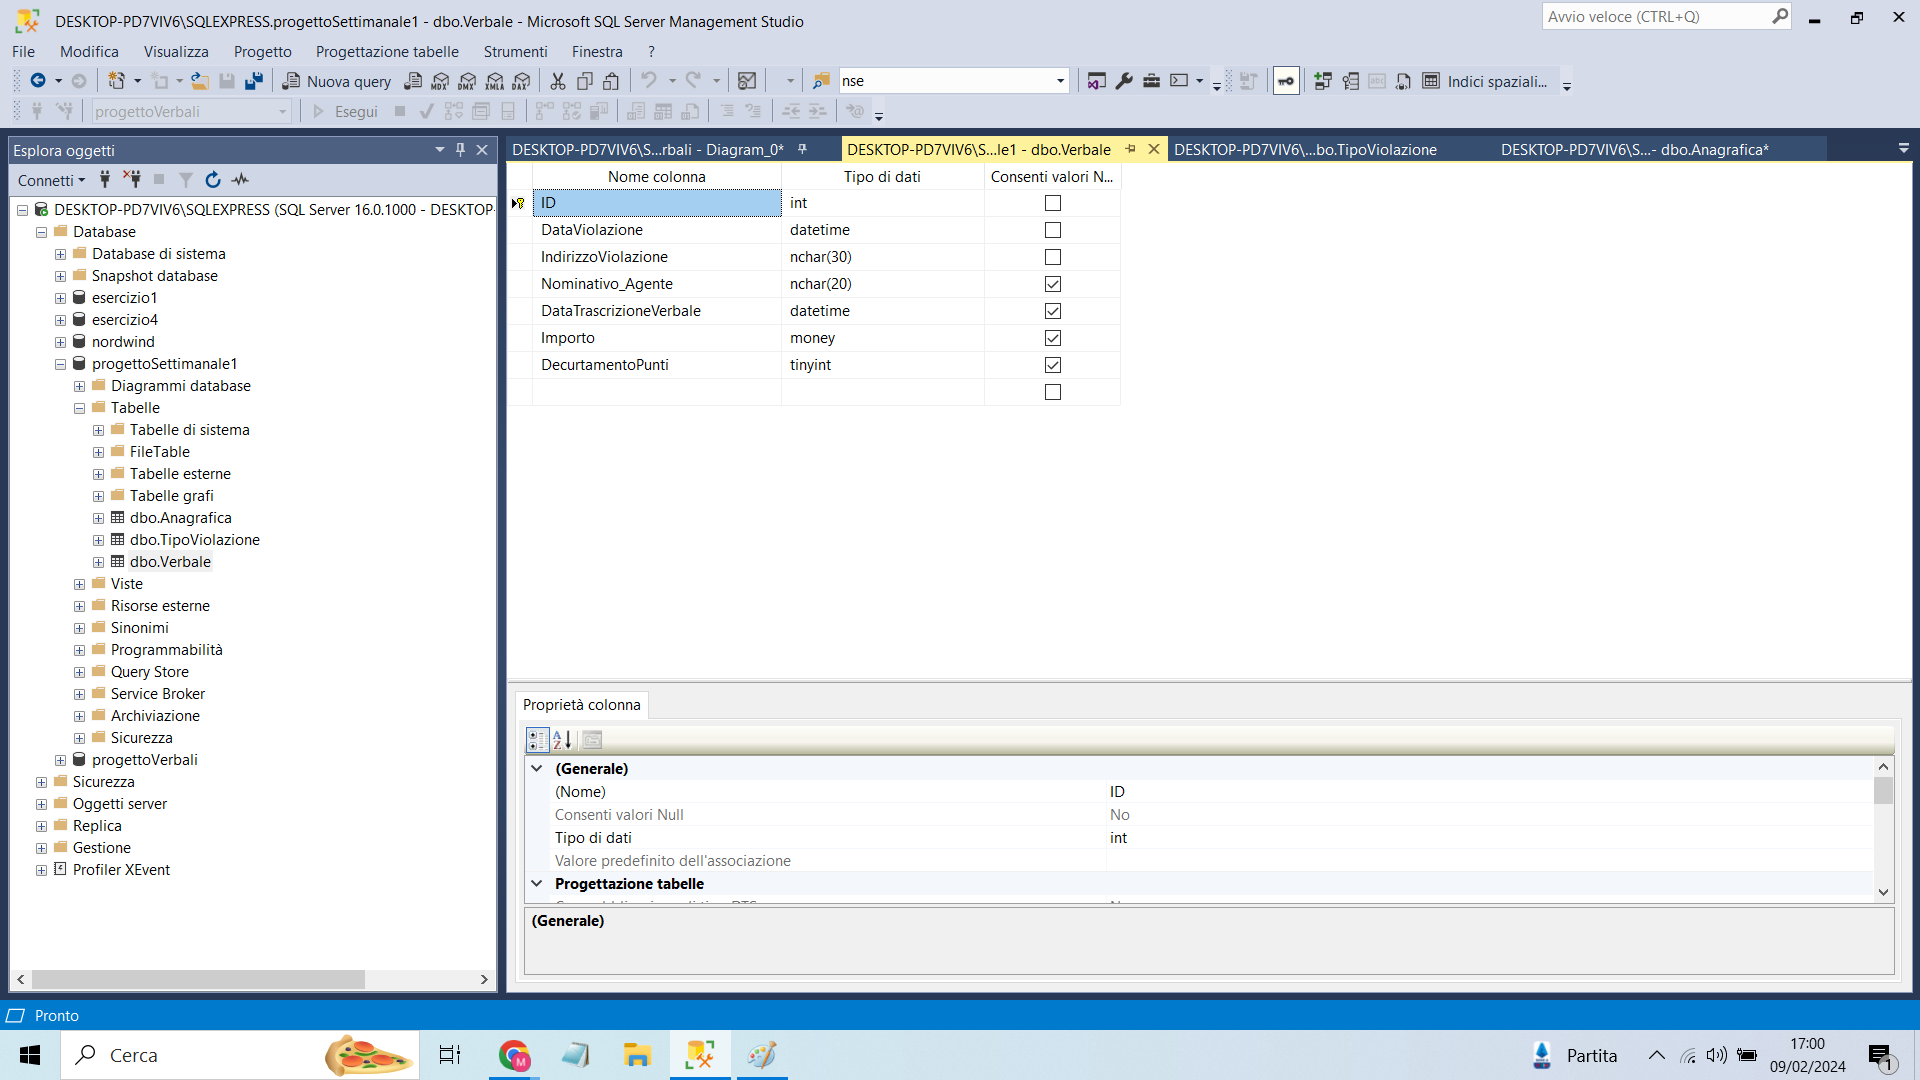 DESKTOP-PD7VIV6\SQLEXPRESS.progettoSettimanale1 - dbo.Verbale - Microsoft SQL Server Management Studio
Avvio veloce (CTRL+Q)
File Modifica Visualizza Progetto Progettazione tabelle Strumenti Finestra ?
Nuova query MDX DMX XMLA DAX nse Indici spaziali...
progettoVerbali Esegui
Esplora oggetti
DESKTOP-PD7VIV6\S...rbali - Diagram_0* DESKTOP-PD7VIV6\S...le1 - dbo.Verbale DESKTOP-PD7VIV6\...bo.TipoViolazione DESKTOP-PD7VIV6\S...- dbo.Anagrafica*
Connetti
DESKTOP-PD7VIV6\SQLEXPRESS (SQL Server 16.0.1000 - DESKTOP-
Database
Database di sistema
Snapshot database
esercizio1
esercizio4
nordwind
progettoSettimanale1
Diagrammi database
Tabelle
Tabelle di sistema
FileTable
Tabelle esterne
Tabelle grafi
dbo.Anagrafica
dbo.TipoViolazione
dbo.Verbale
Viste
Risorse esterne
Sinonimi
Programmabilità
Query Store
Service Broker
Archiviazione
Sicurezza
progettoVerbali
Sicurezza
Oggetti server
Replica
Gestione
Profiler XEvent
Nome colonna Tipo di dati Consenti valori N...
ID int
DataViolazione datetime
IndirizzoViolazione nchar(30)
Nominativo_Agente nchar(20)
DataTrascrizioneVerbale datetime
Importo money
DecurtamentoPunti tinyint
Proprietà colonna
(Generale)
(Nome) ID
Consenti valori Null No
Tipo di dati int
Valore predefinito dell'associazione
Progettazione tabelle
(Generale)
Pronto
Cerca
Partita
17:00
09/02/2024
1